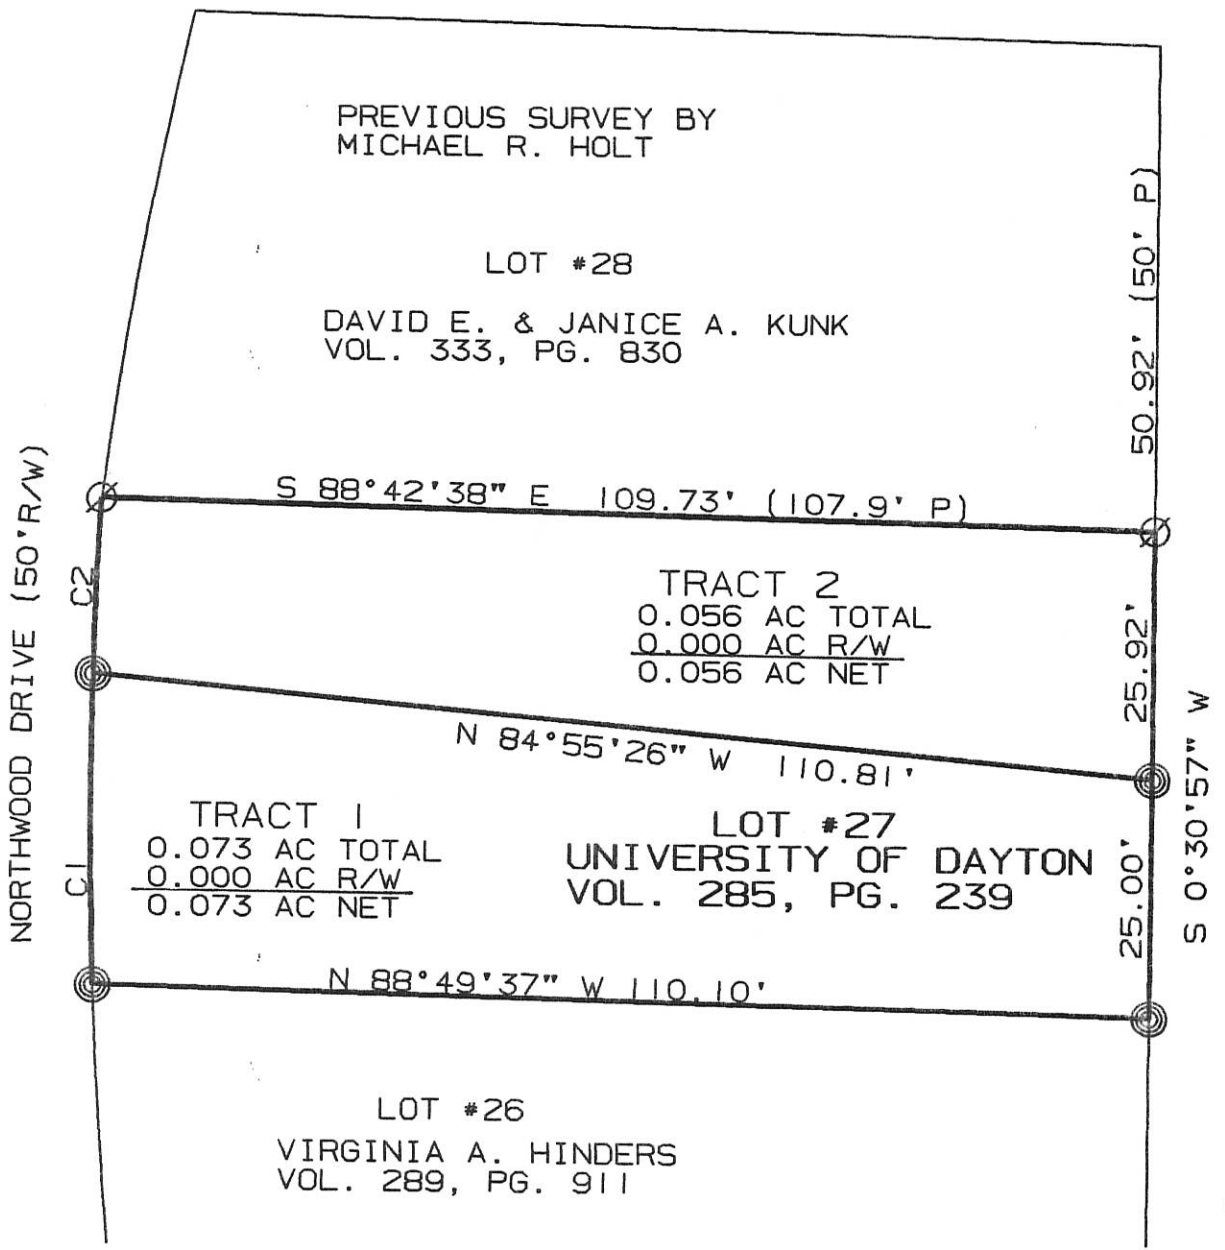 PREVIOUS SURVEY BY
MICHAEL R. HOLT
LOT #28
DAVID E. & JANICE A. KUNK
VOL. 333, PG. 830
50.92' (50' P)
NORTHWOOD DRIVE (50'R/W)
S 88°42'38" E 109.73' (107.9' P)
C2
TRACT 2
0.056 AC TOTAL
0.000 AC R/W
0.056 AC NET
25.92'
N 84°55'26" W 110.81'
S 0°30'57" W
TRACT 1
0.073 AC TOTAL
0.000 AC R/W
0.073 AC NET
C1
LOT #27
UNIVERSITY OF DAYTON
VOL. 285, PG. 239
25.00'
N 88°49'37" W 110.10'
LOT #26
VIRGINIA A. HINDERS
VOL. 289, PG. 911